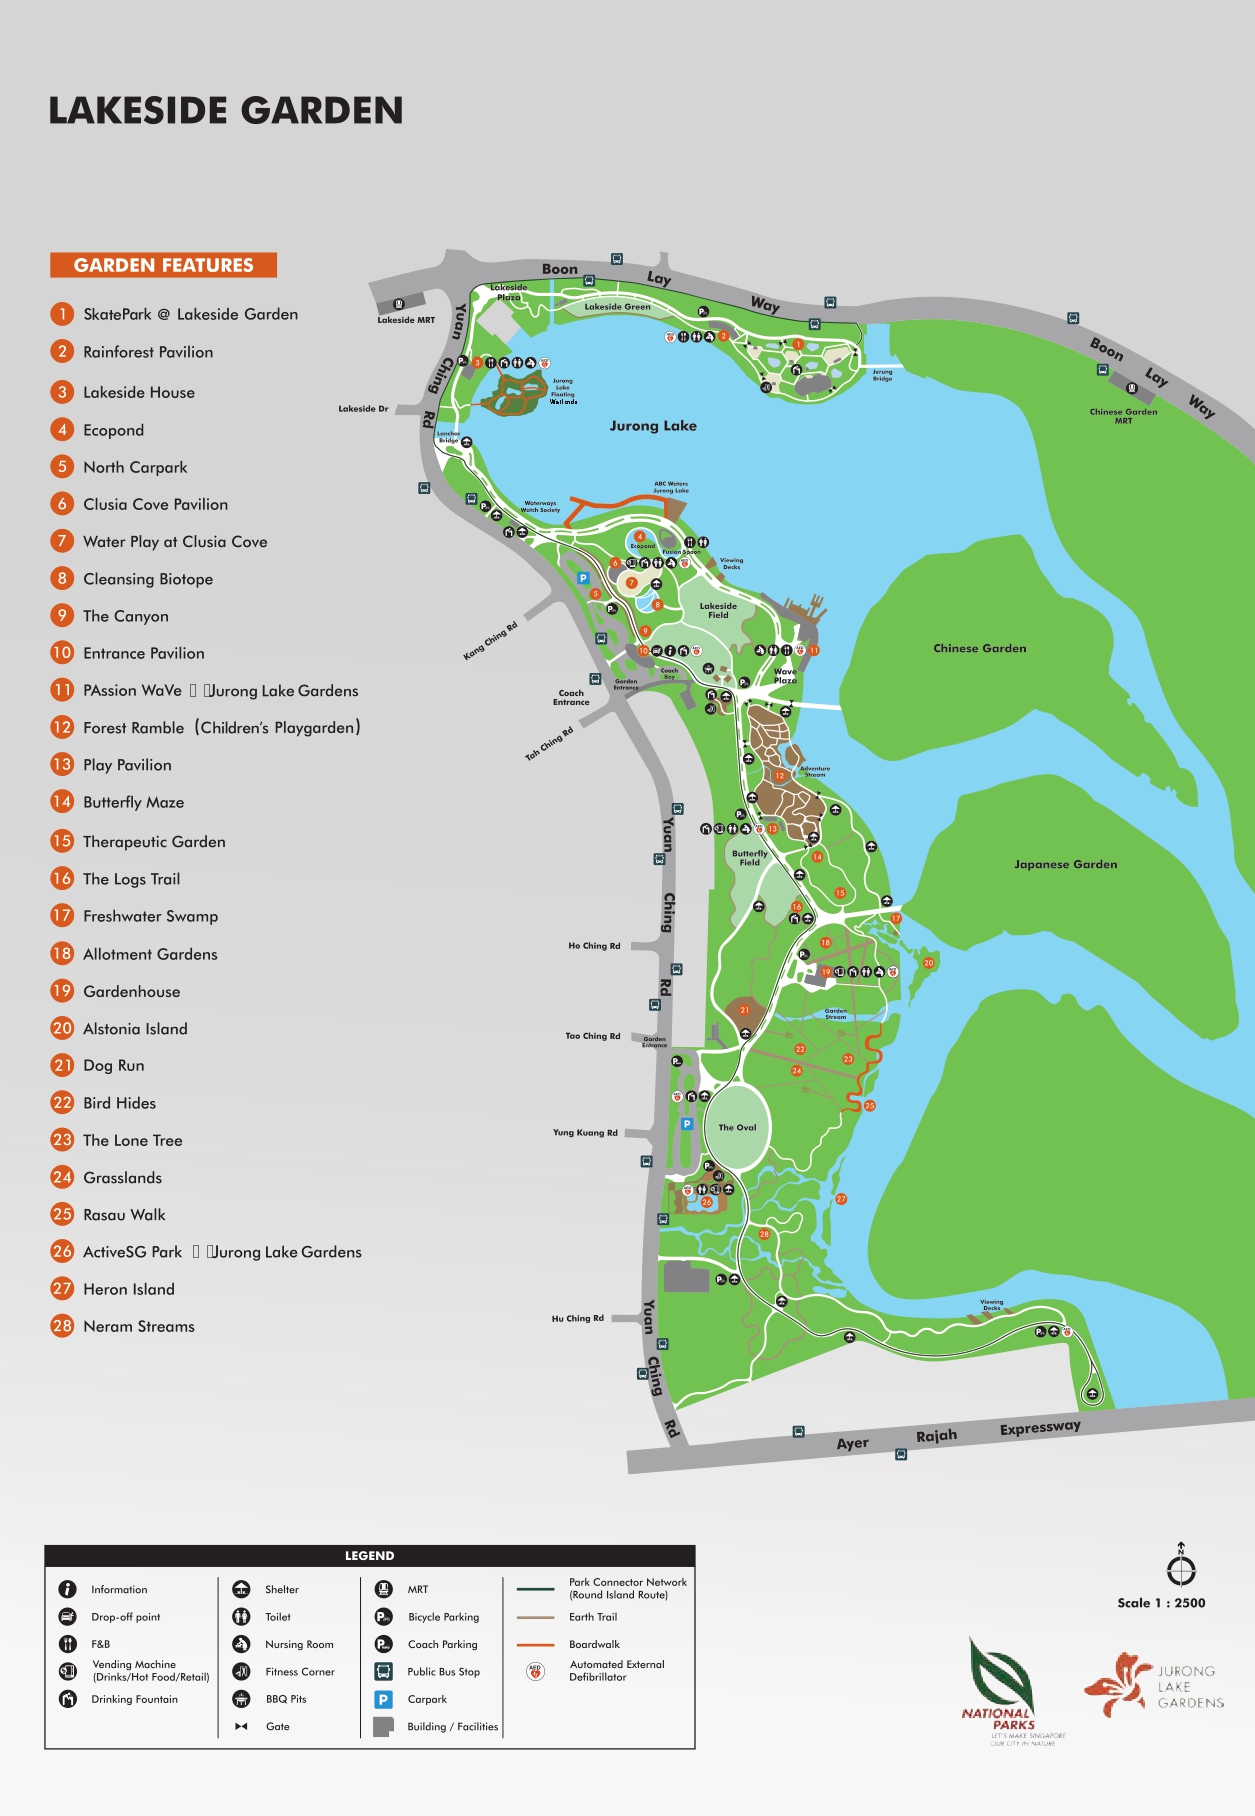 LAKESIDE GARDEN
GARDEN FEATURES
1 SkatePark @ Lakeside Garden
2 Rainforest Pavilion
3 Lakeside House
4 Ecopond
5 North Carpark
6 Clusia Cove Pavilion
7 Water Play at Clusia Cove
8 Cleansing Biotope
9 The Canyon
10 Entrance Pavilion
11 PAssion WaVe Jurong Lake Gardens
12 Forest Ramble (Children's Playgarden)
13 Play Pavilion
14 Butterfly Maze
15 Therapeutic Garden
16 The Logs Trail
17 Freshwater Swamp
18 Allotment Gardens
19 Gardenhouse
20 Alstonia Island
21 Dog Run
22 Bird Hides
23 The Lone Tree
24 Grasslands
25 Rasau Walk
26 ActiveSG Park Jurong Lake Gardens
27 Heron Island
28 Neram Streams
Boon Lay Way
Boon Lay Way
Lakeside MRT
Lakeside
Plaza
Lakeside Green
Yuan Ching Rd
Jurong
Lake
Floating
Wetlands
Jurong
Bridge
Chinese Garden
MRT
Lakeside Dr
Loncher
Bridge
Jurong Lake
Waterways
Watch Society
ABC Waters
Jurong Lake
Ecopond
Fusion Spoon
Viewing
Decks
Lakeside
Field
Kang Ching Rd
Chinese Garden
Wave
Plaza
Coach
Bay
Garden
Entrance
Coach
Entrance
Tah Ching Rd
Adventure
Stream
Yuan Ching Rd
Butterfly
Field
Japanese Garden
Ho Ching Rd
Garden
Stream
Tao Ching Rd
Garden
Entrance
The Oval
Yung Kuang Rd
Viewing
Decks
Hu Ching Rd
Yuan Ching Rd
Ayer Rajah Expressway
LEGEND
Information
Drop-off point
F&B
Vending Machine
(Drinks/Hot Food/Retail)
Drinking Fountain
Shelter
Toilet
Nursing Room
Fitness Corner
BBQ Pits
Gate
MRT
Bicycle Parking
Coach Parking
Public Bus Stop
P Carpark
Building / Facilities
Park Connector Network
(Round Island Route)
Earth Trail
Boardwalk
AED
Automated External
Defibrillator
N
Scale 1 : 2500
NATIONAL
PARKS
LET'S MAKE SINGAPORE
OUR CITY IN NATURE
JURONG
LAKE
GARDENS